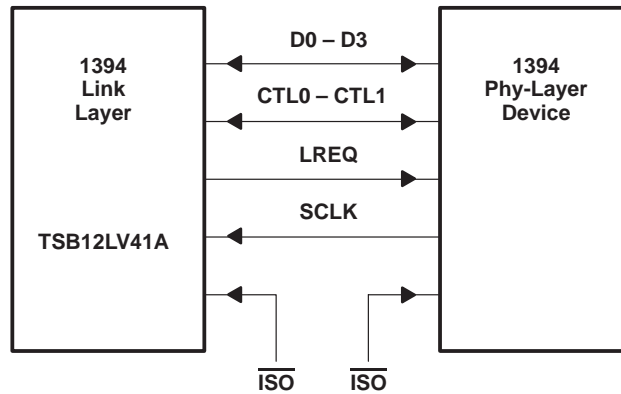 D0 – D3
1394
Link
Layer
1394
Phy-Layer
Device
CTL0 – CTL1
LREQ
SCLK
TSB12LV41A
ISO
ISO